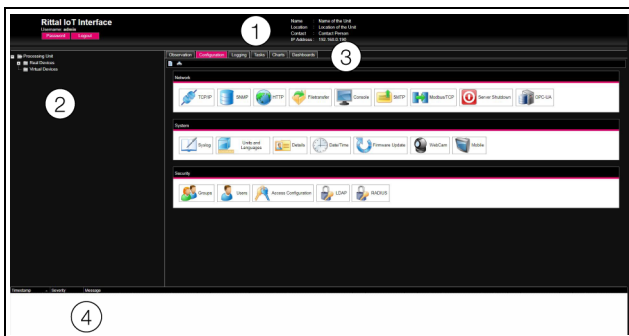 Rittal IoT Interface
Username admin
Password Logout
Name : Name of the Unit
Location : Location of the Unit
Contact : Contact Person
IP Address : 192.168.0.190
1
Processing Unit
Real Devices
Virtual Devices
2
Observation Configuration Logging Tasks Charts Dashboards
3
Network
TCP/IP SNMP HTTP Filetransfer Console SMTP Modbus/TCP Server Shutdown OPC-UA
System
Syslog Units and Languages Details Date/Time Firmware Update WebCam Mobile
Security
Groups Users Access Configuration LDAP RADIUS
Timestamp Severity Message
4